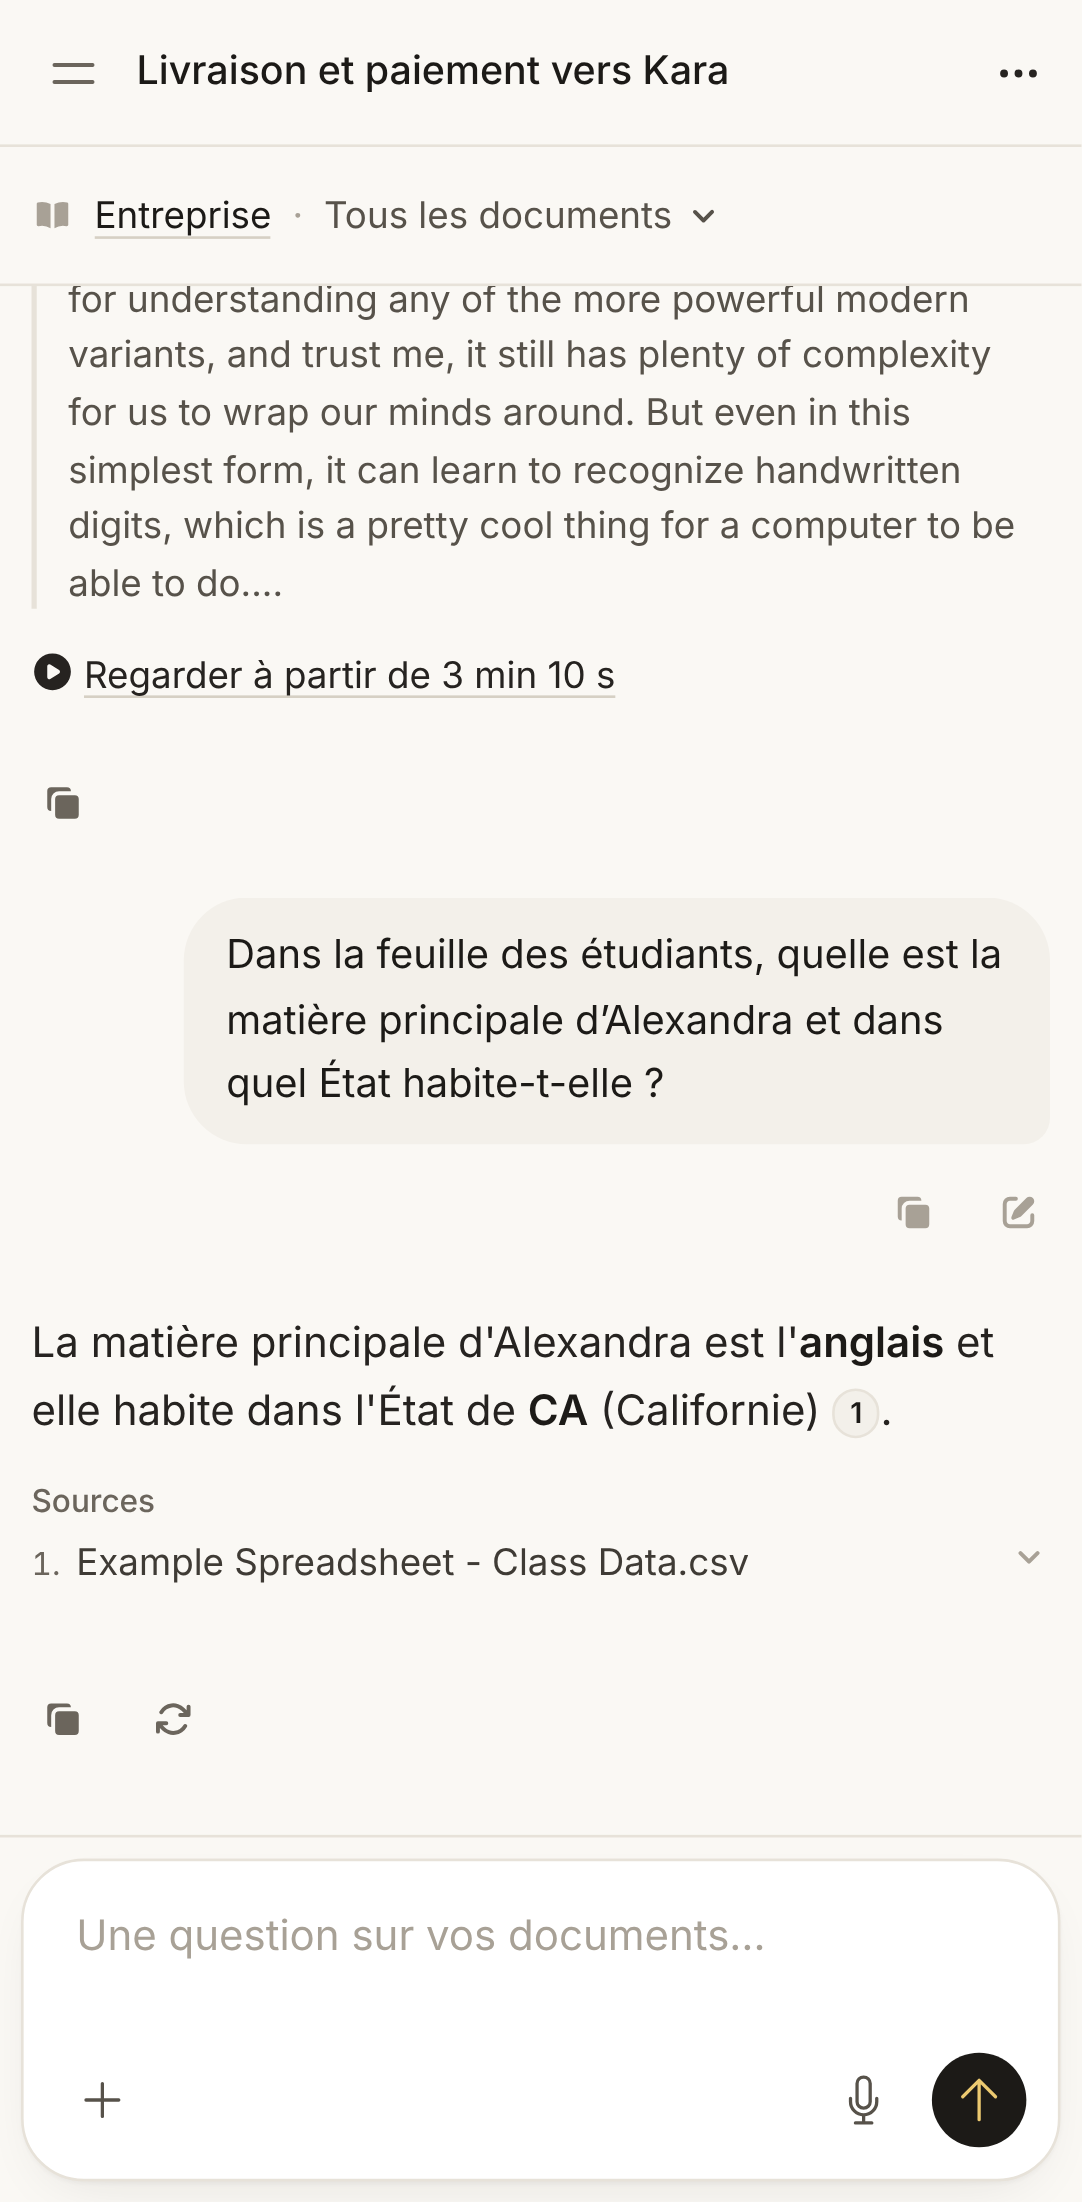 Livraison et paiement vers Kara
Entreprise · Tous les documents
for understanding any of the more powerful modern
variants, and trust me, it still has plenty of complexity
for us to wrap our minds around. But even in this
simplest form, it can learn to recognize handwritten
digits, which is a pretty cool thing for a computer to be
able to do....
Regarder à partir de 3 min 10 s
Dans la feuille des étudiants, quelle est la
matière principale d’Alexandra et dans
quel État habite-t-elle ?
La matière principale d'Alexandra est l'anglais et
elle habite dans l'État de CA (Californie) 1.
Sources
1. Example Spreadsheet - Class Data.csv
Une question sur vos documents...